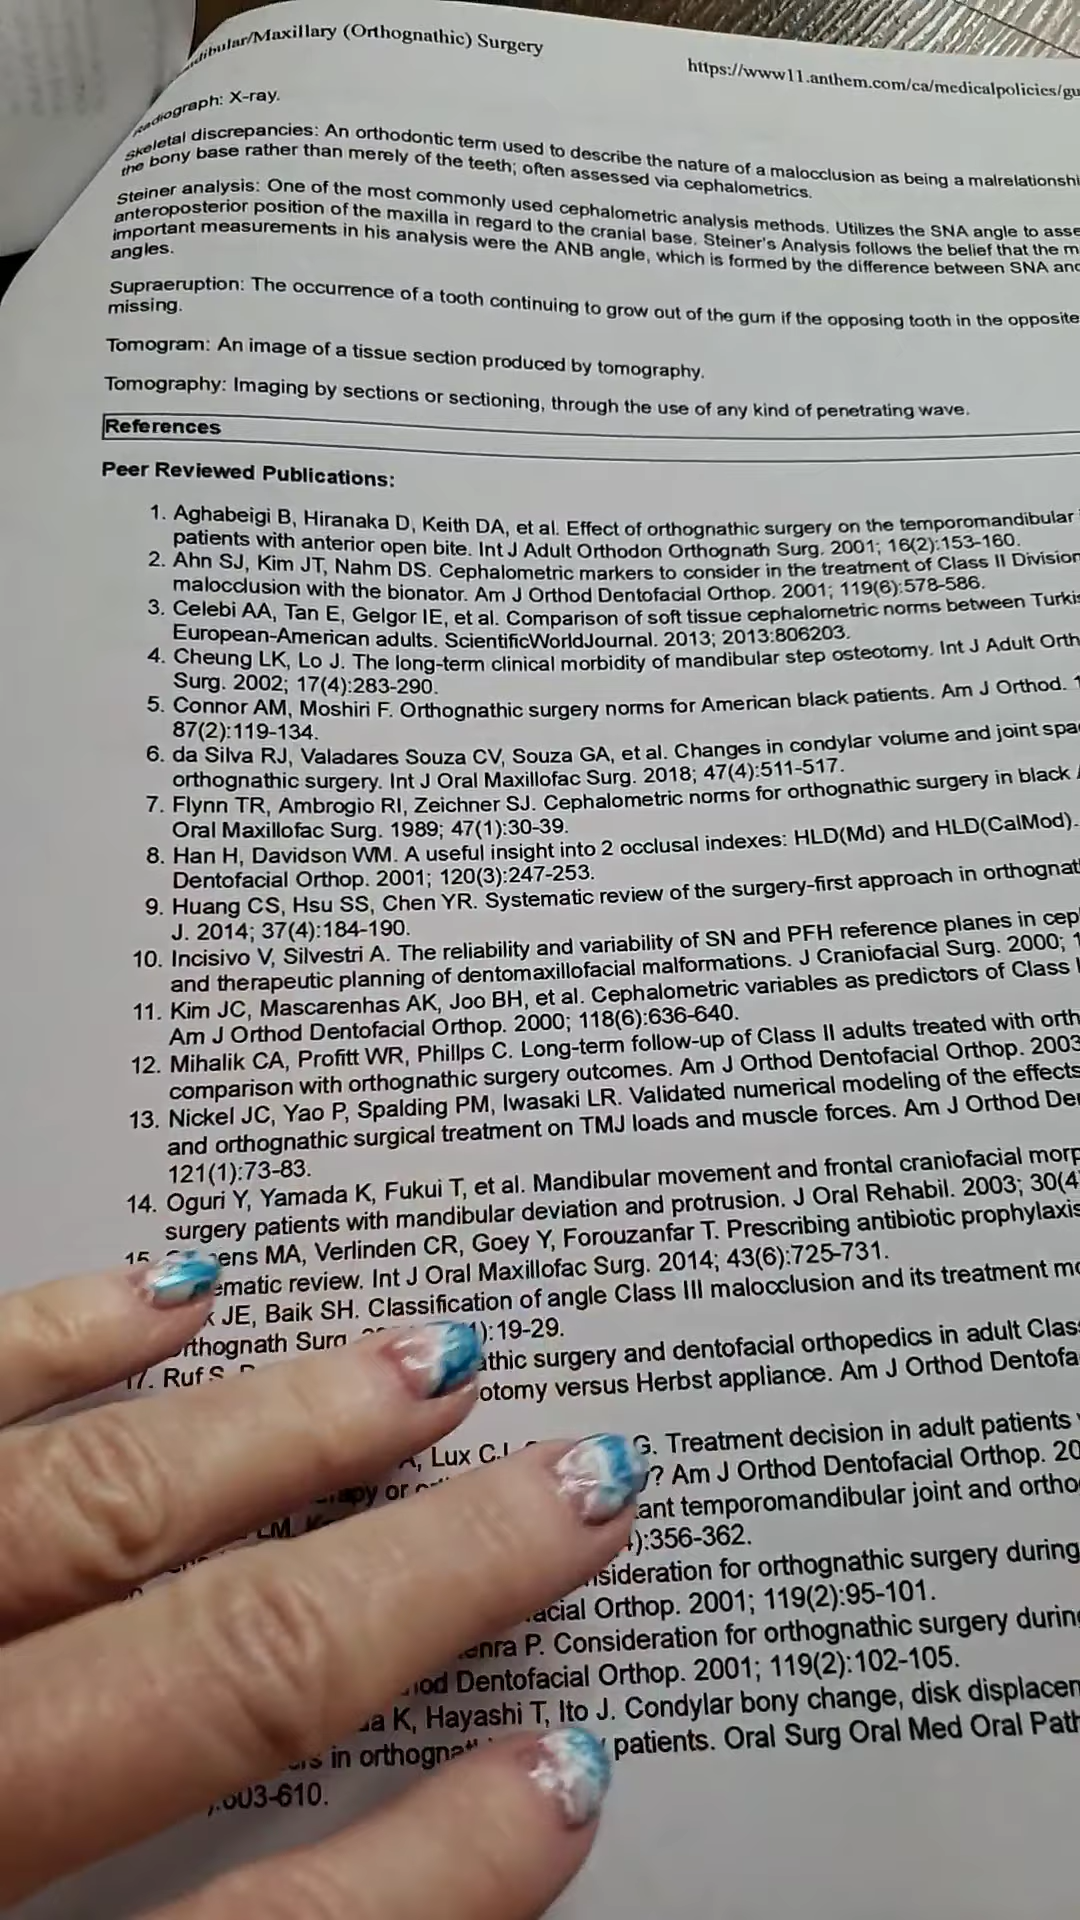 dibular/Maxillary (Orthognathic) Surgery
https://www11.anthem.com/ca/medicalpolicies/gu
Radiograph: X-ray.
Skeletal discrepancies: An orthodontic term used to describe the nature of a malocclusion as being a malrelationshi
the bony base rather than merely of the teeth; often assessed via cephalometrics.
Steiner analysis: One of the most commonly used cephalometric analysis methods. Utilizes the SNA angle to asse
anteroposterior position of the maxilla in regard to the cranial base. Steiner's Analysis follows the belief that the m
important measurements in his analysis were the ANB angle, which is formed by the difference between SNA and
angles.
Supraeruption: The occurrence of a tooth continuing to grow out of the gum if the opposing tooth in the opposite
missing.
Tomogram: An image of a tissue section produced by tomography.
Tomography: Imaging by sections or sectioning, through the use of any kind of penetrating wave.
References
Peer Reviewed Publications:
1. Aghabeigi B, Hiranaka D, Keith DA, et al. Effect of orthognathic surgery on the temporomandibular
patients with anterior open bite. Int J Adult Orthodon Orthognath Surg. 2001; 16(2):153-160.
2. Ahn SJ, Kim JT, Nahm DS. Cephalometric markers to consider in the treatment of Class II Division
malocclusion with the bionator. Am J Orthod Dentofacial Orthop. 2001; 119(6):578-586.
3. Celebi AA, Tan E, Gelgor IE, et al. Comparison of soft tissue cephalometric norms between Turkis
European-American adults. ScientificWorldJournal. 2013; 2013:806203.
4. Cheung LK, Lo J. The long-term clinical morbidity of mandibular step osteotomy. Int J Adult Orth
Surg. 2002; 17(4):283-290.
5. Connor AM, Moshiri F. Orthognathic surgery norms for American black patients. Am J Orthod. 1
87(2):119-134.
6. da Silva RJ, Valadares Souza CV, Souza GA, et al. Changes in condylar volume and joint spa
orthognathic surgery. Int J Oral Maxillofac Surg. 2018; 47(4):511-517.
7. Flynn TR, Ambrogio RI, Zeichner SJ. Cephalometric norms for orthognathic surgery in black
Oral Maxillofac Surg. 1989; 47(1):30-39.
8. Han H, Davidson WM. A useful insight into 2 occlusal indexes: HLD(Md) and HLD(CalMod).
Dentofacial Orthop. 2001; 120(3):247-253.
9. Huang CS, Hsu SS, Chen YR. Systematic review of the surgery-first approach in orthognat
J. 2014; 37(4):184-190.
10. Incisivo V, Silvestri A. The reliability and variability of SN and PFH reference planes in cep
and therapeutic planning of dentomaxillofacial malformations. J Craniofacial Surg. 2000; 1
11. Kim JC, Mascarenhas AK, Joo BH, et al. Cephalometric variables as predictors of Class
Am J Orthod Dentofacial Orthop. 2000; 118(6):636-640.
12. Mihalik CA, Profitt WR, Phillps C. Long-term follow-up of Class II adults treated with orth
comparison with orthognathic surgery outcomes. Am J Orthod Dentofacial Orthop. 2003
13. Nickel JC, Yao P, Spalding PM, Iwasaki LR. Validated numerical modeling of the effects
and orthognathic surgical treatment on TMJ loads and muscle forces. Am J Orthod De
121(1):73-83.
14. Oguri Y, Yamada K, Fukui T, et al. Mandibular movement and frontal craniofacial morp
surgery patients with mandibular deviation and protrusion. J Oral Rehabil. 2003; 30(4
15. ens MA, Verlinden CR, Goey Y, Forouzanfar T. Prescribing antibiotic prophylaxis
ematic review. Int J Oral Maxillofac Surg. 2014; 43(6):725-731.
k JE, Baik SH. Classification of angle Class III malocclusion and its treatment mo
rthognath Surg. ):19-29.
17. Ruf S, athic surgery and dentofacial orthopedics in adult Clas
otomy versus Herbst appliance. Am J Orthod Dentofa
A, Lux CJ, G. Treatment decision in adult patients
apy or ? Am J Orthod Dentofacial Orthop. 20
LM, ant temporomandibular joint and ortho
):356-362.
nsideration for orthognathic surgery during
acial Orthop. 2001; 119(2):95-101.
enra P. Consideration for orthognathic surgery durin
od Dentofacial Orthop. 2001; 119(2):102-105.
da K, Hayashi T, Ito J. Condylar bony change, disk displacem
in orthogna patients. Oral Surg Oral Med Oral Path
):603-610.